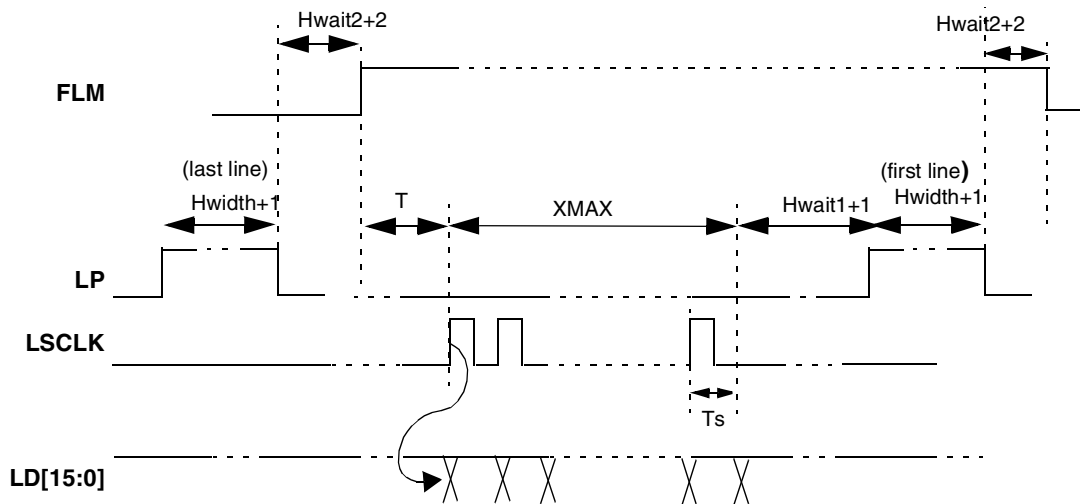 Hwait2+2
Hwait2+2
FLM
(last line)
Hwidth+1
T
XMAX
Hwait1+1
(first line)
Hwidth+1
LP
LSCLK
Ts
LD[15:0]